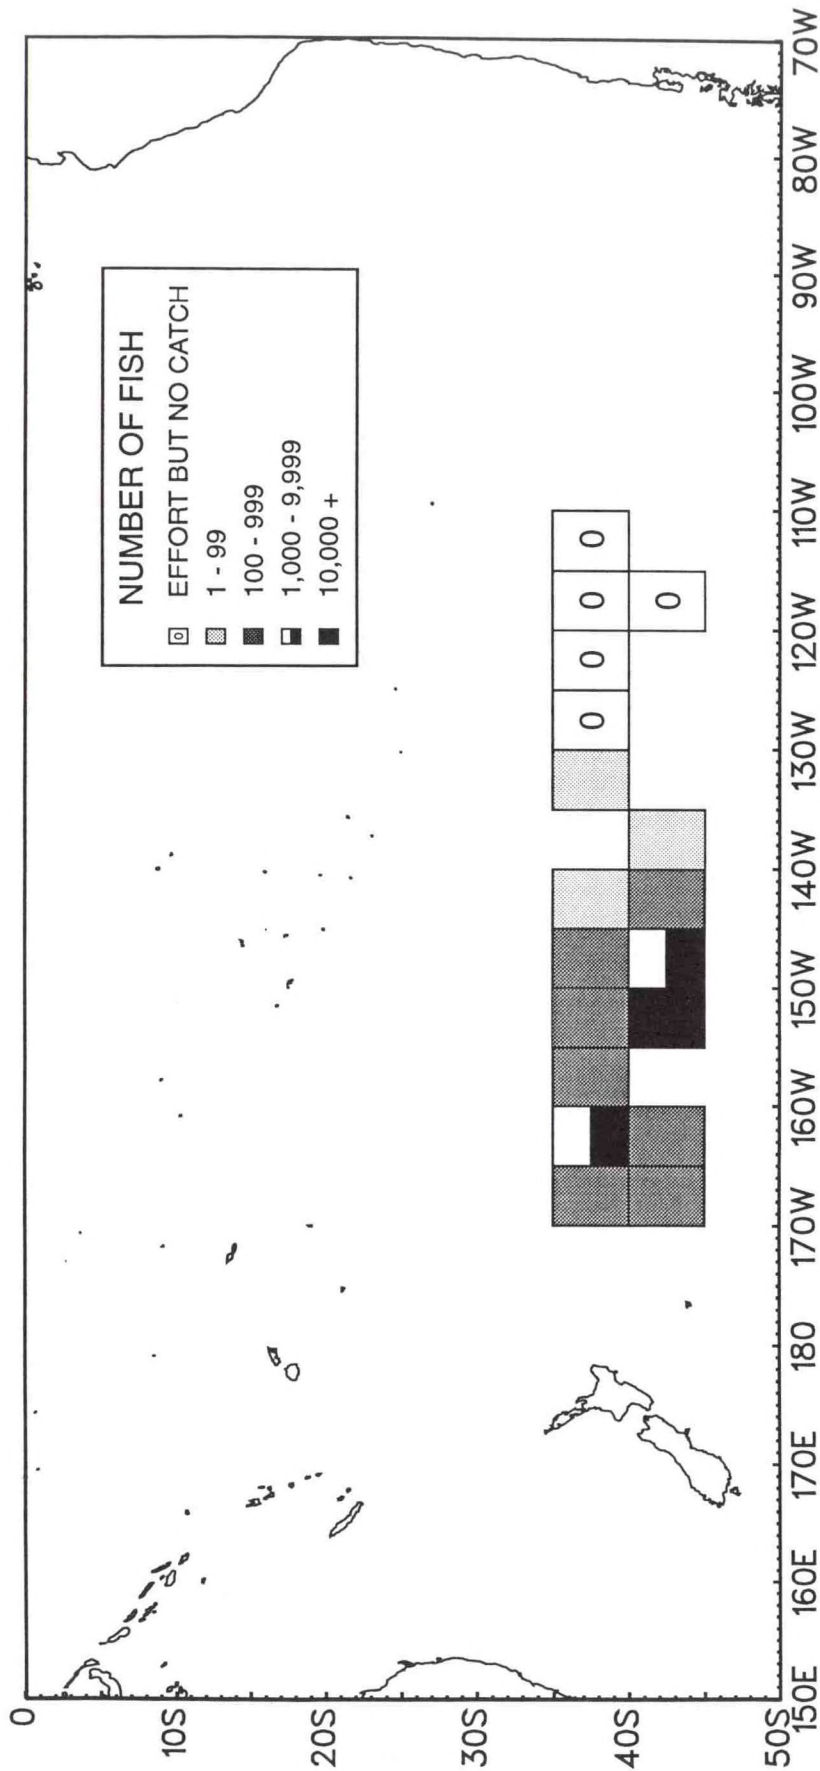 NUMBER OF FISH
0 EFFORT BUT NO CATCH
1 - 99
100 - 999
1,000 - 9,999
10,000 +
0
10S
20S
30S
40S
50S
0 0 0 0
0
150E 160E 170E 180 170W 160W 150W 140W 130W 120W 110W 100W 90W 80W 70W